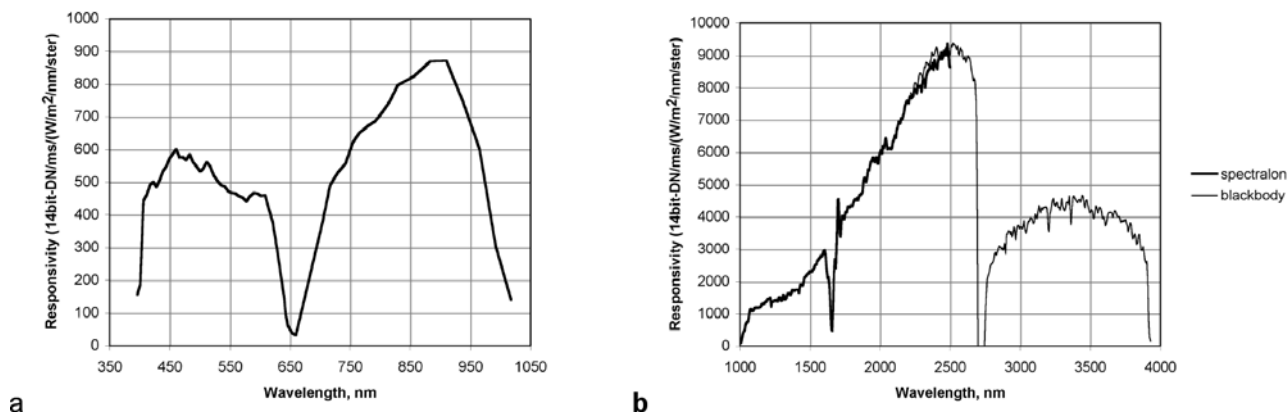 1000
900
800
700
600
500
400
300
200
100
0
350 450 550 650 750 850 950 1050
Responsivity (14bit-DN/ms/(W/m2/nm/ster)
Wavelength, nm
a
10000
9000
8000
7000
6000
5000
4000
3000
2000
1000
0
1000 1500 2000 2500 3000 3500 4000
Responsivity (14bit-DN/ms/(W/m2/nm/ster)
Wavelength, nm
b
spectralon
blackbody